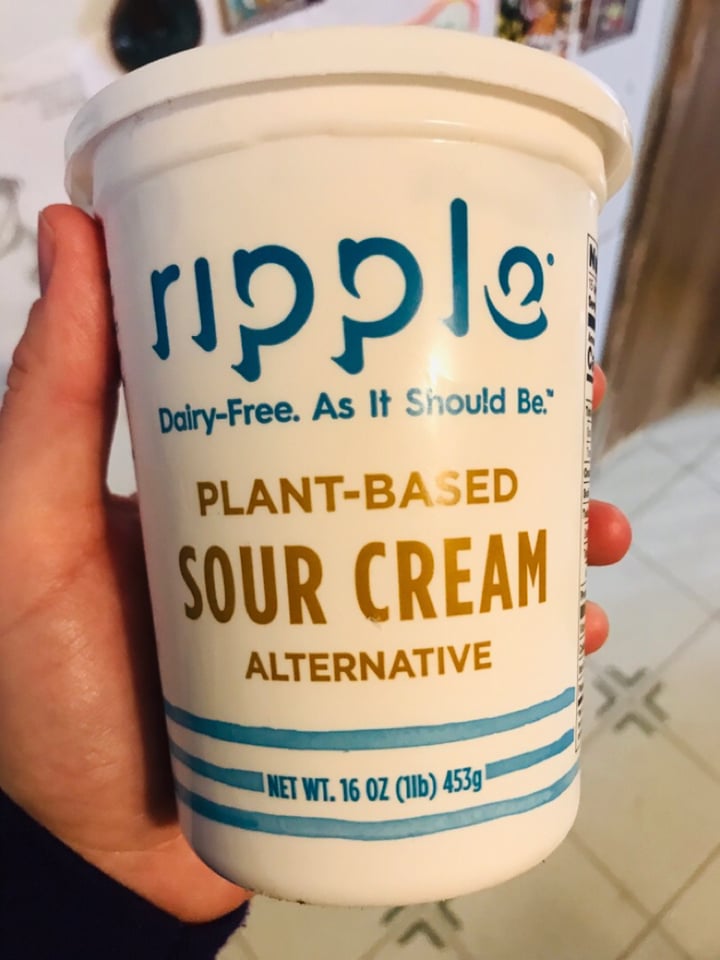 ripple
Dairy-Free. As It Should Be.™
PLANT-BASED
SOUR CREAM
ALTERNATIVE
NET WT. 16 OZ (1lb) 453g